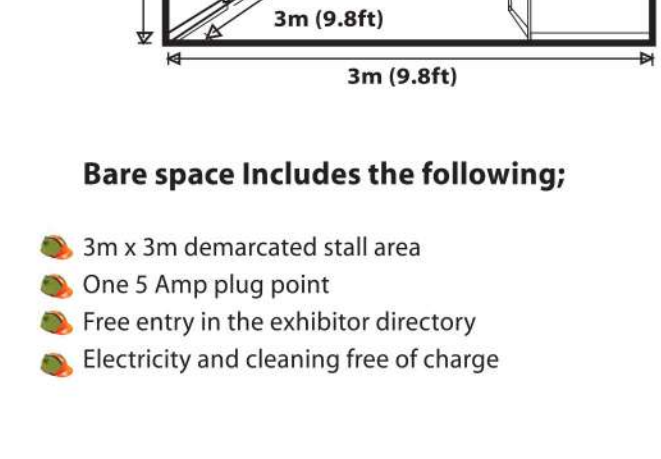 3m (9.8ft)
3m (9.8ft)
Bare space Includes the following;
3m x 3m demarcated stall area
One 5 Amp plug point
Free entry in the exhibitor directory
Electricity and cleaning free of charge